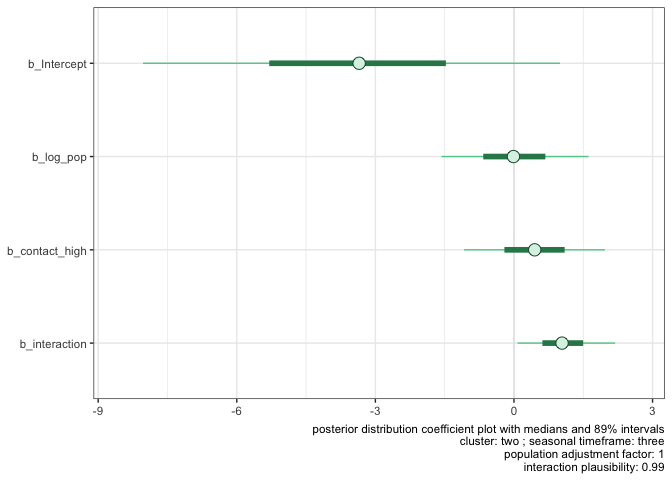 b_Intercept
b_log_pop
b_contact_high
b_interaction
-9 -6 -3 0 3
posterior distribution coefficient plot with medians and 89% intervals
cluster: two ; seasonal timeframe: three
population adjustment factor: 1
interaction plausibility: 0.99